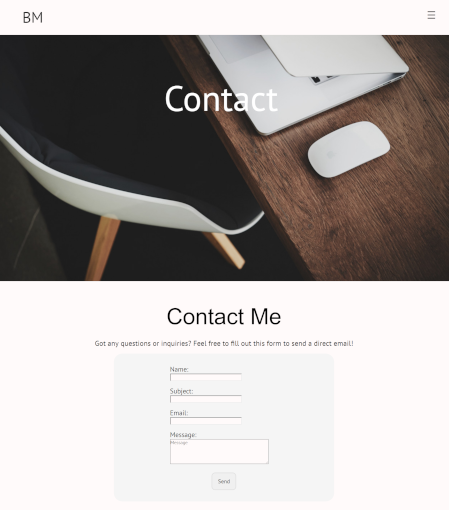 BM
Contact
Contact Me
Got any questions or inquiries? Feel free to fill out this form to send a direct email!
Name:
Subject:
Email:
Message:
Message
Send